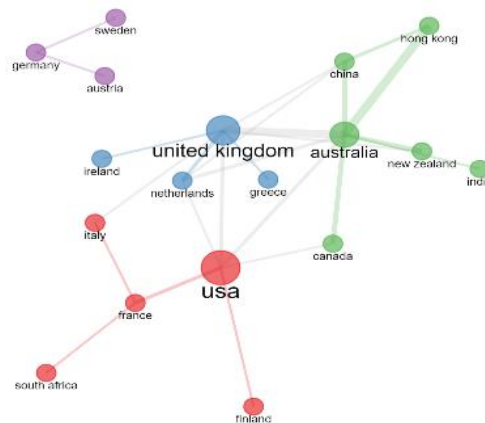 sweden
hong kong
germany
china
austria
united kingdom
australia
new zealand
ireland
indi
netherlands
greece
italy
canada
usa
france
south africa
finland